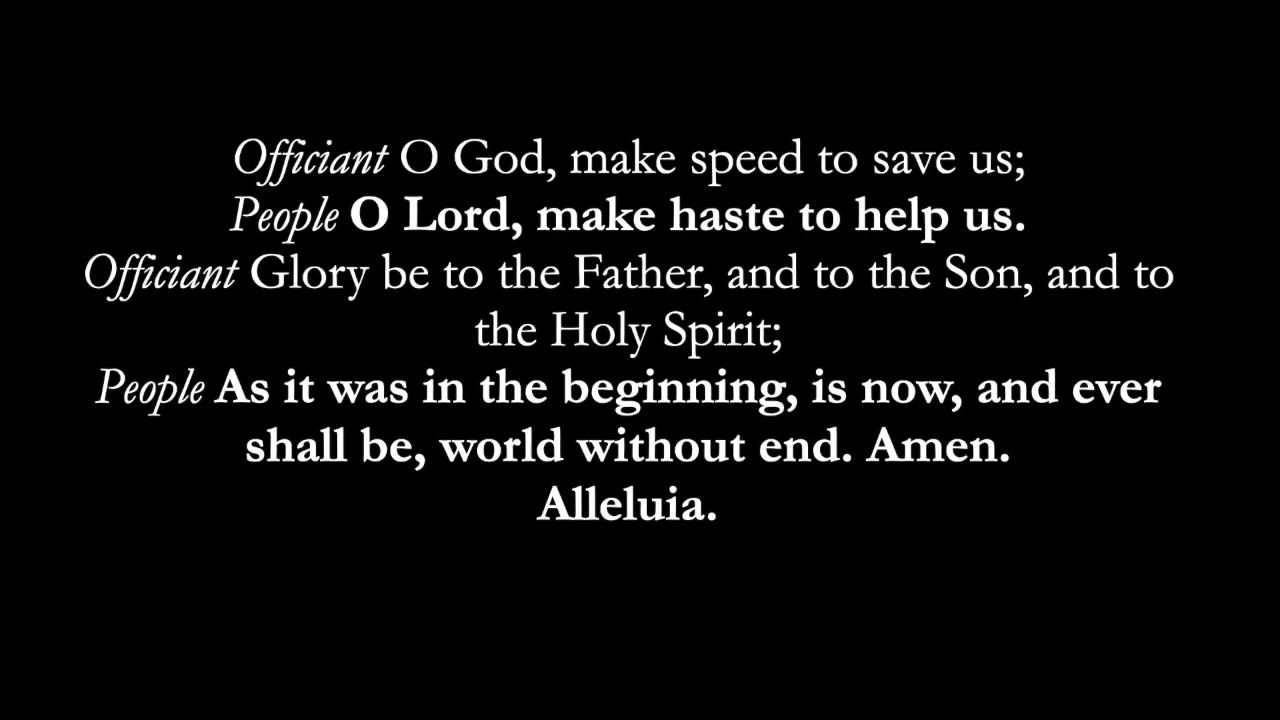 Officiant O God, make speed to save us;
People O Lord, make haste to help us.
Officiant Glory be to the Father, and to the Son, and to
the Holy Spirit;
People As it was in the beginning, is now, and ever
shall be, world without end. Amen.
Alleluia.